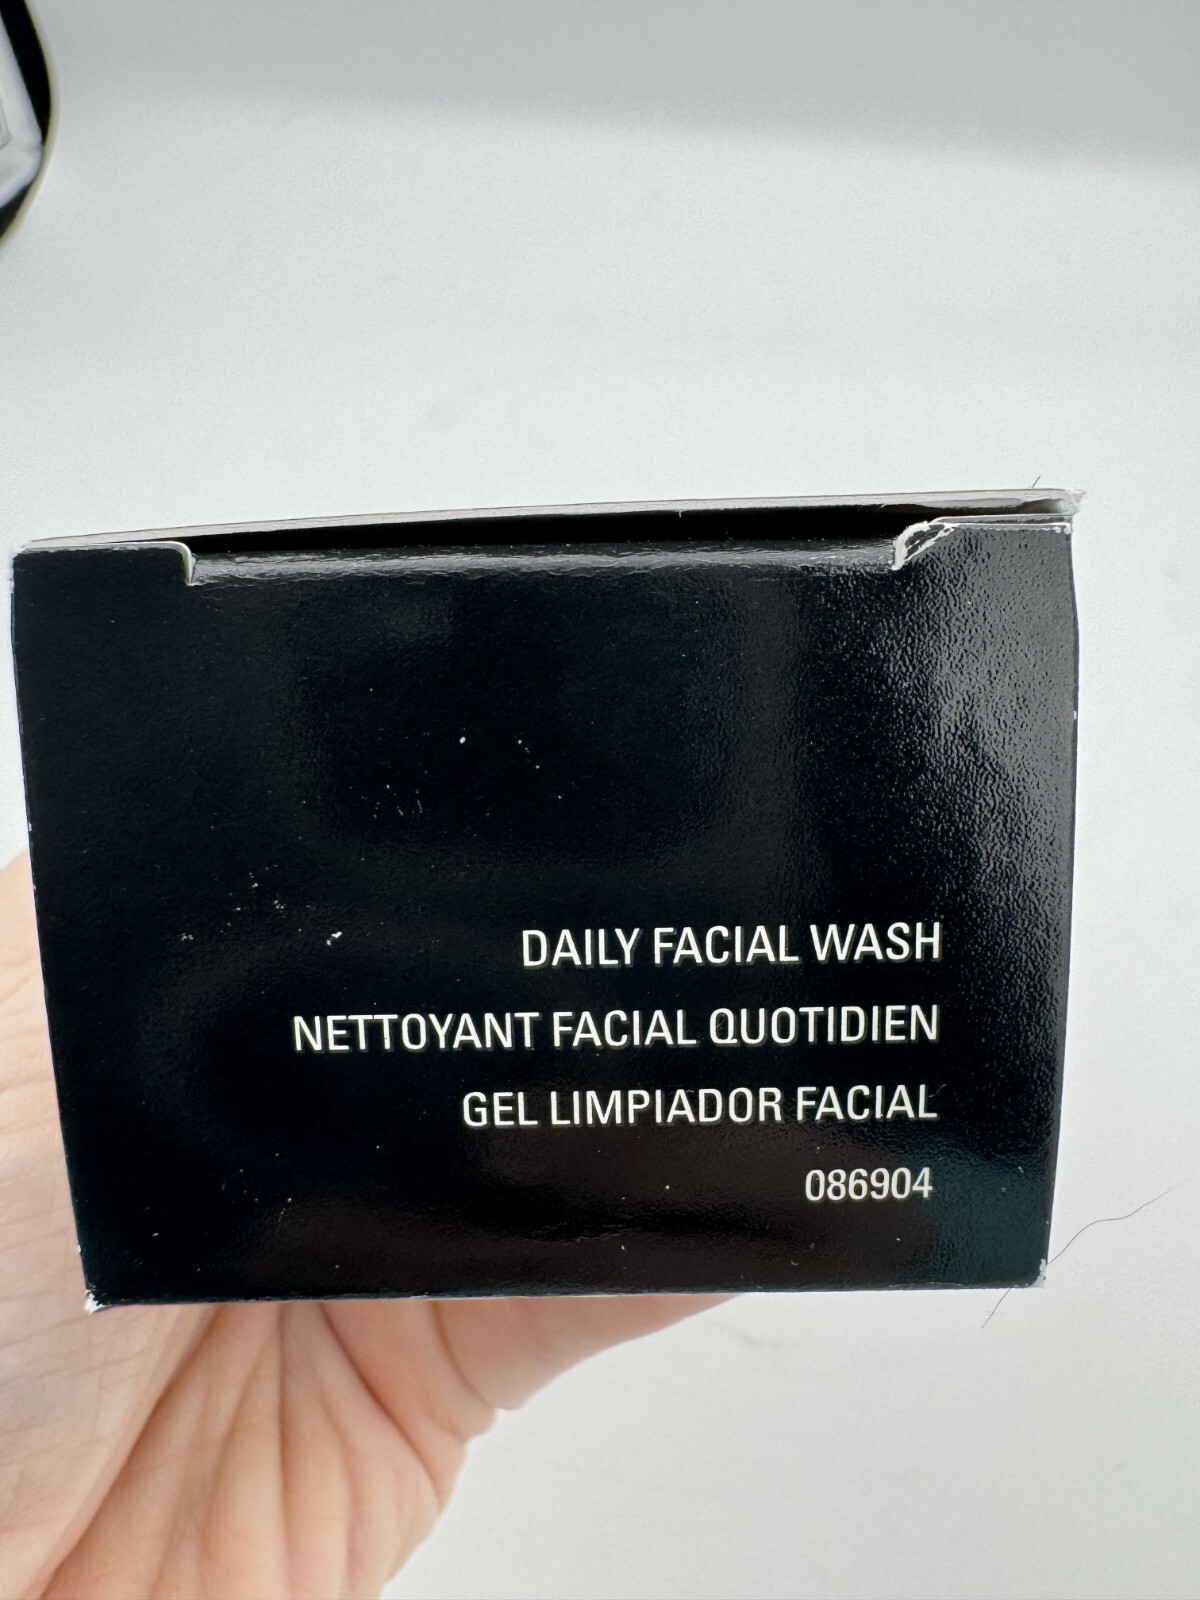 DAILY FACIAL WASH
NETTOYANT FACIAL QUOTIDIEN
GEL LIMPIADOR FACIAL
086904